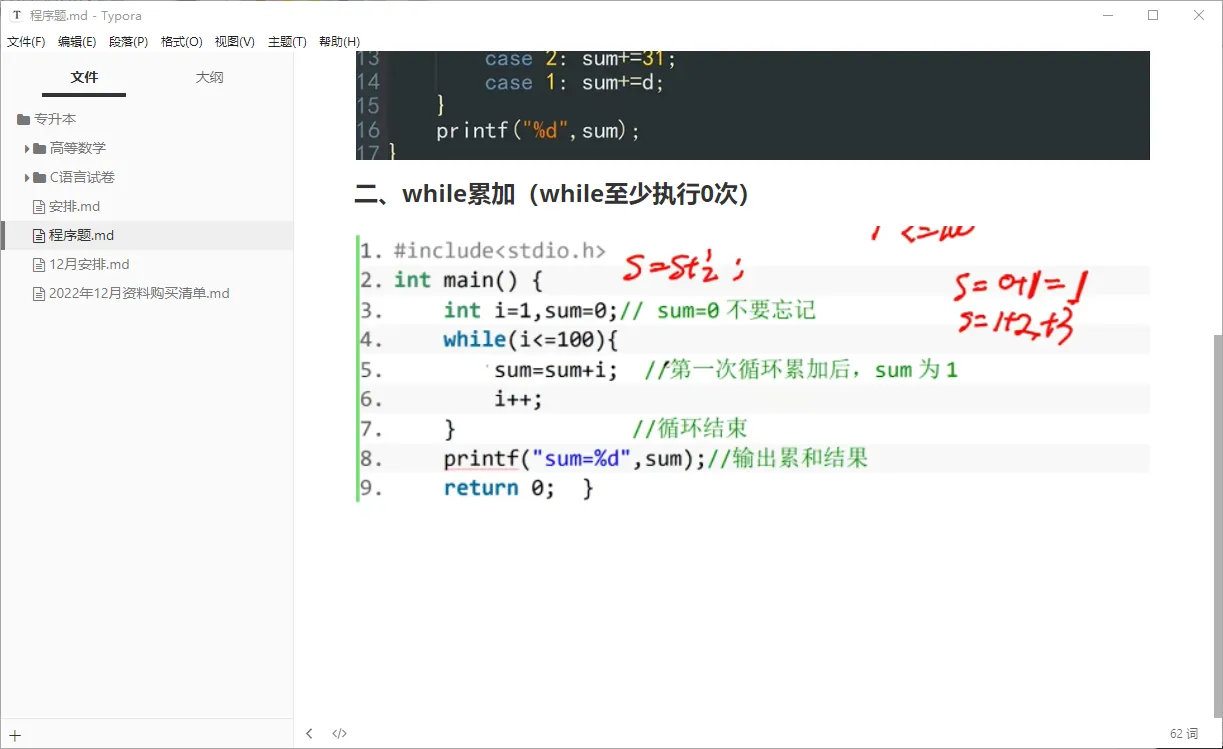 程序题.md - Typora
文件(F) 编辑(E) 段落(P) 格式(O) 视图(V) 主题(T) 帮助(H)
文件 大纲
专升本
高等数学
C语言试卷
安排.md
程序题.md
12月安排.md
2022年12月资料购买清单.md
13 case 2: sum+=31;
14 case 1: sum+=d;
15 }
16 printf("%d",sum);
17 }
二、while累加（while至少执行0次）
1. #include<stdio.h>
2. int main() {
3. int i=1,sum=0;// sum=0 不要忘记
4. while(i<=100){
5. sum=sum+i; //第一次循环累加后，sum 为 1
6. i++;
7. } //循环结束
8. printf("sum=%d",sum);//输出累和结果
9. return 0; }
s=0+1=1
s=1+2+3
62 词